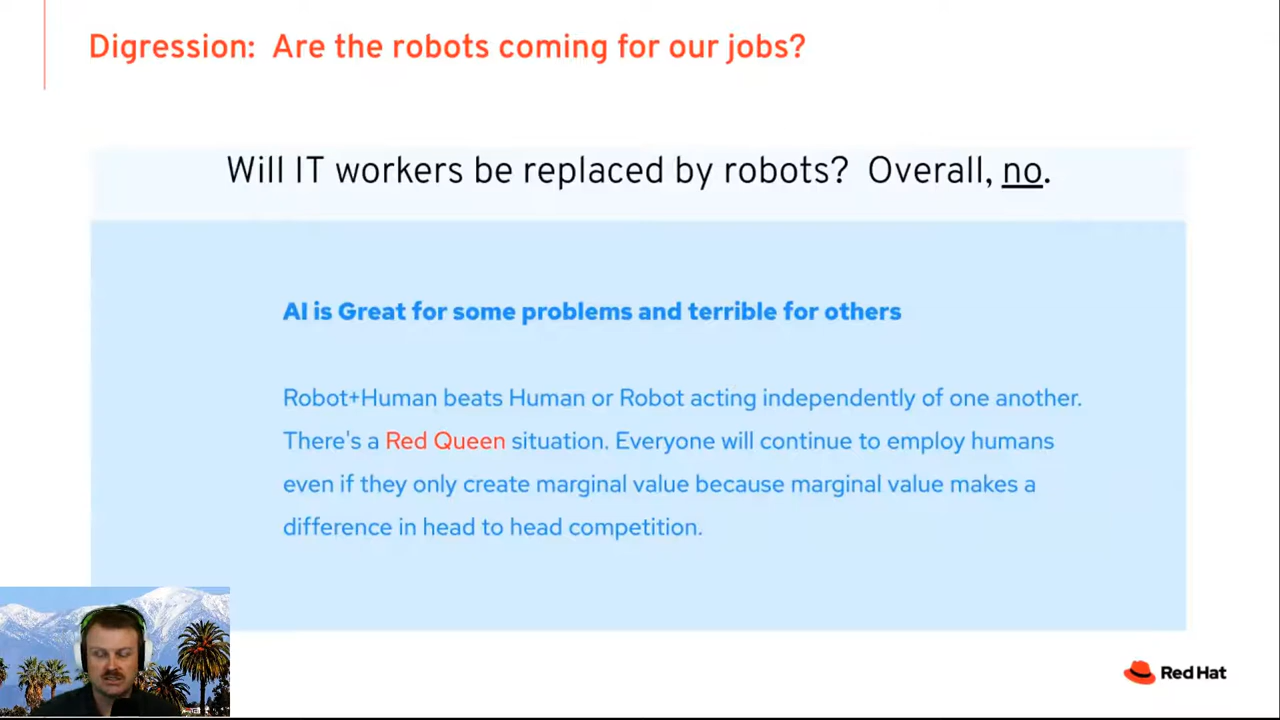 Digression:  Are the robots coming for our jobs?
Will IT workers be replaced by robots?  Overall, no.
AI is Great for some problems and terrible for others
Robot+Human beats Human or Robot acting independently of one another.
There's a Red Queen situation. Everyone will continue to employ humans
even if they only create marginal value because marginal value makes a
difference in head to head competition.
Red Hat